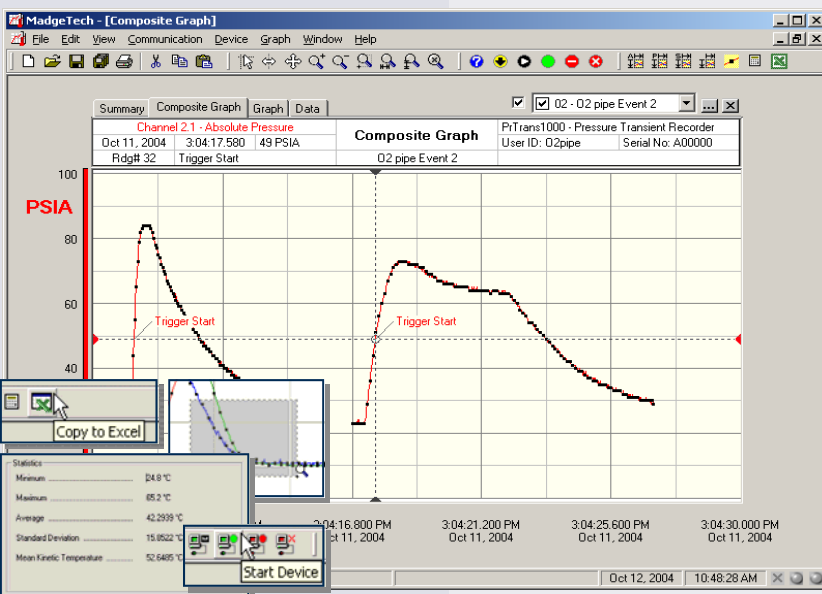 MadgeTech - [Composite Graph]
File Edit View Communication Device Graph Window Help
Summary Composite Graph Graph Data
02 - O2 pipe Event 2
Channel 2.1 - Absolute Pressure
Oct 11, 2004 3:04:17.580 49 PSIA
Rdg# 32 Trigger Start
Composite Graph
O2 pipe Event 2
PrTrans1000 - Pressure Transient Recorder
User ID: O2pipe Serial No: A00000
100
PSIA
80
60
40
Trigger Start
Trigger Start
Copy to Excel
Statistics
Minimum 24.8 °C
Maximum 65.2 °C
Average 42.2939 °C
Standard Deviation 15.8522 °C
Mean Kinetic Temperature 52.6485 °C
Start Device
3:04:16.800 PM 3:04:21.200 PM 3:04:25.600 PM 3:04:30.000 PM
11, 2004 Oct 11, 2004 Oct 11, 2004 Oct 11, 2004
Oct 12, 2004 10:48:28 AM